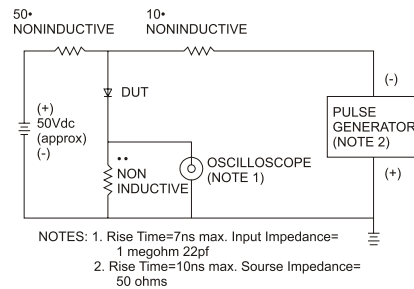 50•
NONINDUCTIVE
10•
NONINDUCTIVE
DUT
(+)
50Vdc
(approx)
(-)
••
NON
INDUCTIVE
OSCILLOSCOPE
(NOTE 1)
(-)
PULSE
GENERATOR
(NOTE 2)
(+)
NOTES: 1. Rise Time=7ns max. Input Impedance=
1 megohm 22pf
2. Rise Time=10ns max. Sourse Impedance=
50 ohms